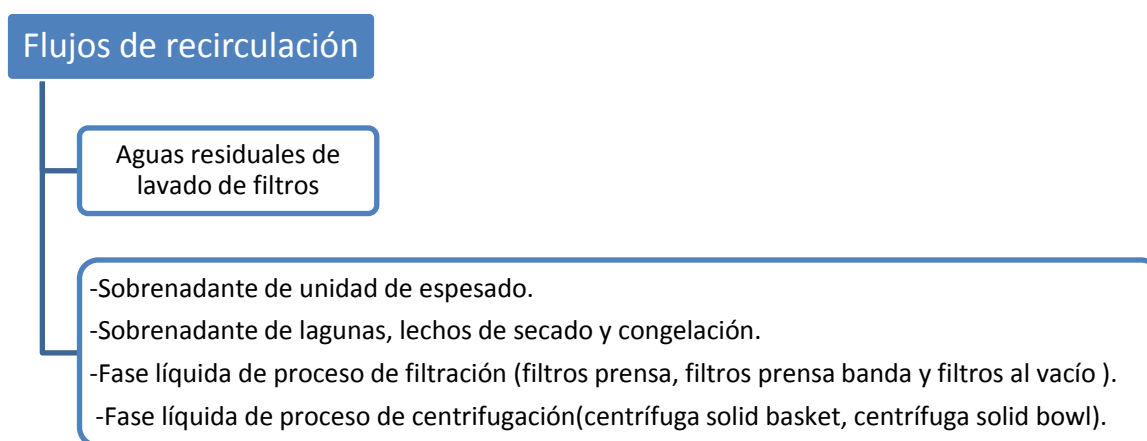 Flujos de recirculación
Aguas residuales de
lavado de filtros
-Sobrenadante de unidad de espesado.
-Sobrenadante de lagunas, lechos de secado y congelación.
-Fase líquida de proceso de filtración (filtros prensa, filtros prensa banda y filtros al vacío ).
-Fase líquida de proceso de centrifugación(centrífuga solid basket, centrífuga solid bowl).